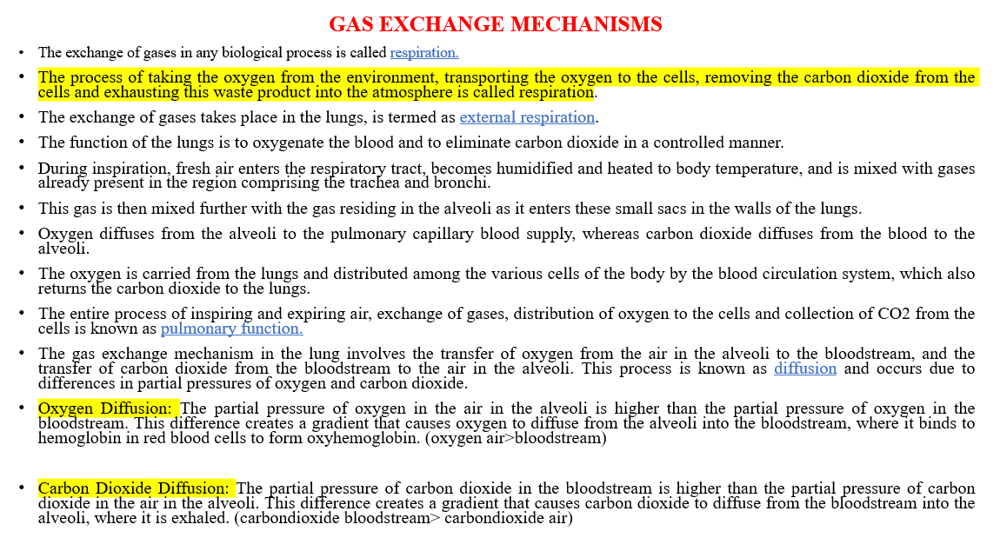 GAS EXCHANGE MECHANISMS
• The exchange of gases in any biological process is called respiration.
• The process of taking the oxygen from the environment, transporting the oxygen to the cells, removing the carbon dioxide from the
cells and exhausting this waste product into the atmosphere is called respiration.
• The exchange of gases takes place in the lungs, is termed as external respiration.
• The function of the lungs is to oxygenate the blood and to eliminate carbon dioxide in a controlled manner.
• During inspiration, fresh air enters the respiratory tract, becomes humidified and heated to body temperature, and is mixed with gases
already present in the region comprising the trachea and bronchi.
• This gas is then mixed further with the gas residing in the alveoli as it enters these small sacs in the walls of the lungs.
• Oxygen diffuses from the alveoli to the pulmonary capillary blood supply, whereas carbon dioxide diffuses from the blood to the
alveoli.
• The oxygen is carried from the lungs and distributed among the various cells of the body by the blood circulation system, which also
returns the carbon dioxide to the lungs.
• The entire process of inspiring and expiring air, exchange of gases, distribution of oxygen to the cells and collection of CO2 from the
cells is known as pulmonary function.
• The gas exchange mechanism in the lung involves the transfer of oxygen from the air in the alveoli to the bloodstream, and the
transfer of carbon dioxide from the bloodstream to the air in the alveoli. This process is known as diffusion and occurs due to
differences in partial pressures of oxygen and carbon dioxide.
• Oxygen Diffusion: The partial pressure of oxygen in the air in the alveoli is higher than the partial pressure of oxygen in the
bloodstream. This difference creates a gradient that causes oxygen to diffuse from the alveoli into the bloodstream, where it binds to
hemoglobin in red blood cells to form oxyhemoglobin. (oxygen air>bloodstream)
• Carbon Dioxide Diffusion: The partial pressure of carbon dioxide in the bloodstream is higher than the partial pressure of carbon
dioxide in the air in the alveoli. This difference creates a gradient that causes carbon dioxide to diffuse from the bloodstream into the
alveoli, where it is exhaled. (carbondioxide bloodstream> carbondioxide air)